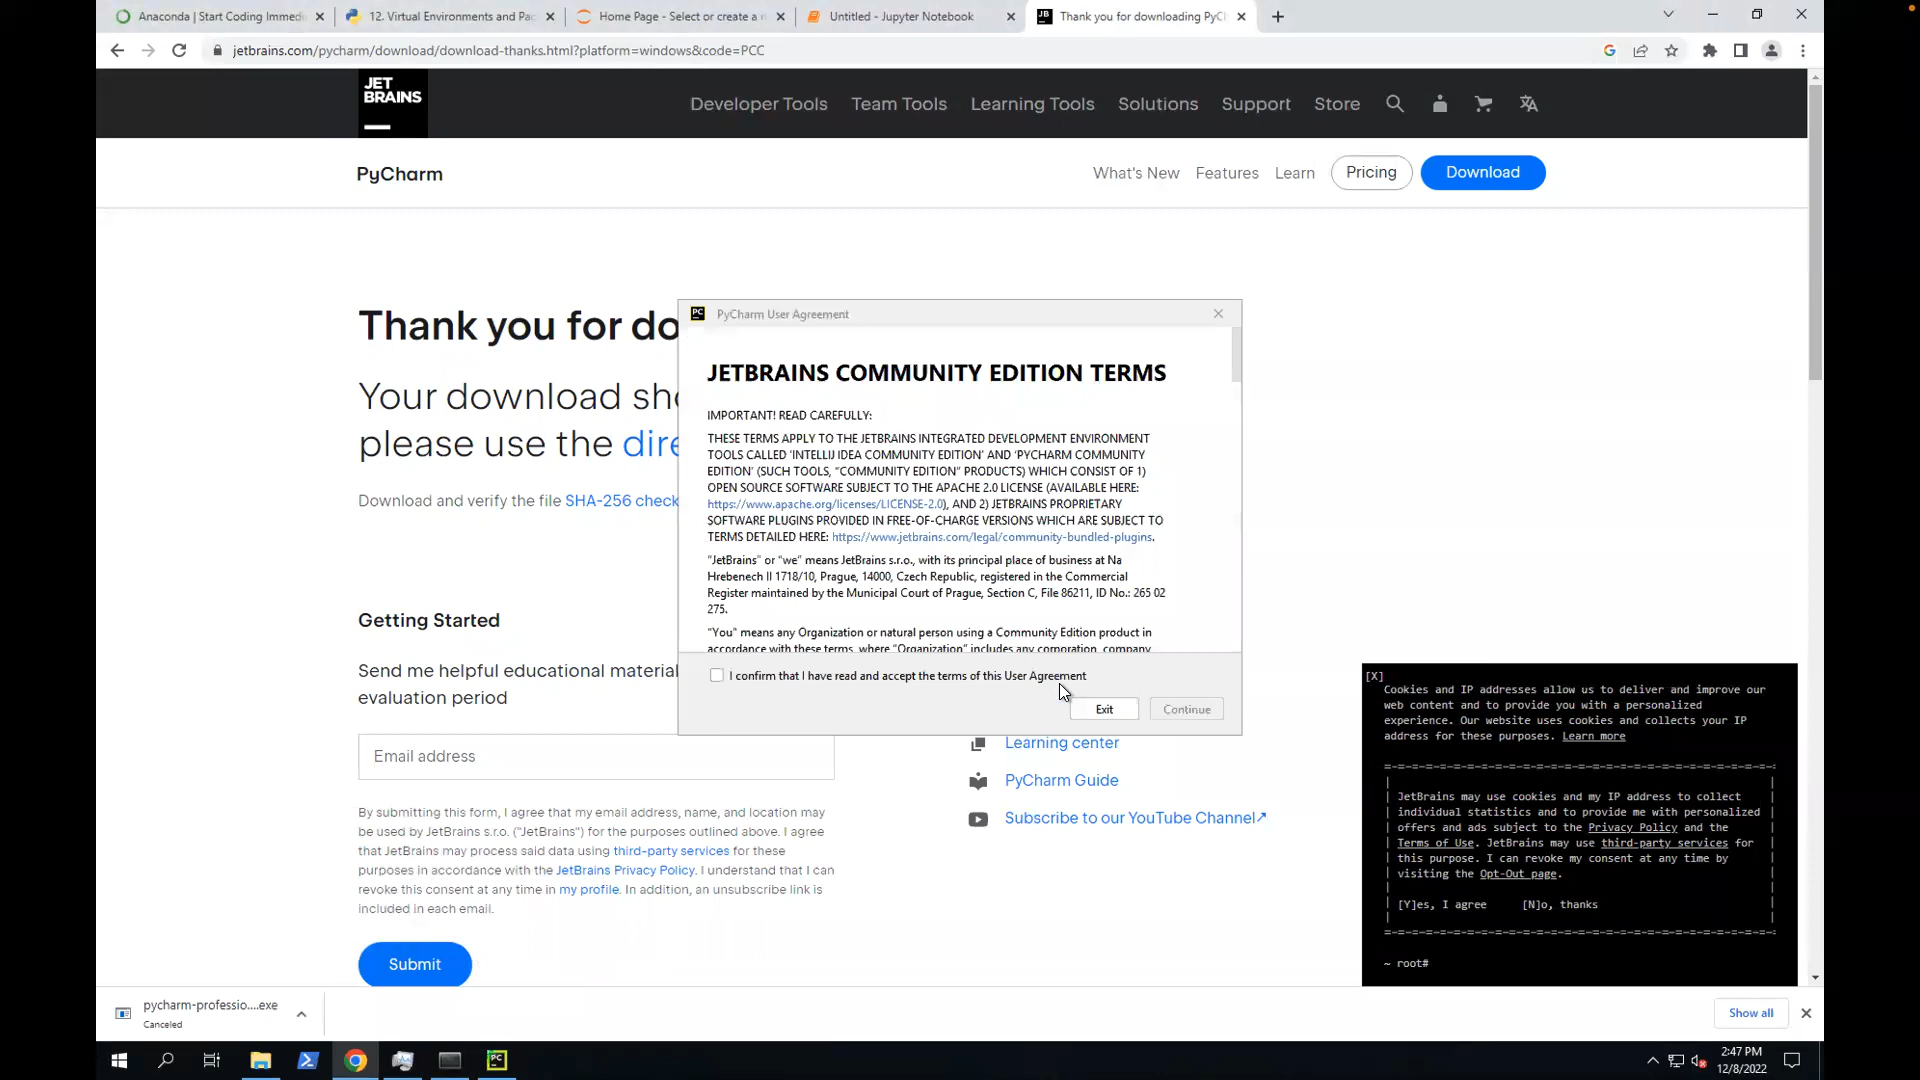 Anaconda | Start Coding Immedi
12. Virtual Environments and Pac
Home Page - Select or create a n
Untitled - Jupyter Notebook
Thank you for downloading PyCh
jetbrains.com/pycharm/download/download-thanks.html?platform=windows&code=PCC
JET
BRAINS
Developer Tools
Team Tools
Learning Tools
Solutions
Support
Store
PyCharm
What's New
Features
Learn
Pricing
Download
Thank you for do
Your download sho
please use the dire
Download and verify the file SHA-256 check
PyCharm User Agreement
JETBRAINS COMMUNITY EDITION TERMS
IMPORTANT! READ CAREFULLY:
THESE TERMS APPLY TO THE JETBRAINS INTEGRATED DEVELOPMENT ENVIRONMENT
TOOLS CALLED 'INTELLIJ IDEA COMMUNITY EDITION' AND 'PYCHARM COMMUNITY
EDITION' (SUCH TOOLS, "COMMUNITY EDITION" PRODUCTS) WHICH CONSIST OF 1)
OPEN SOURCE SOFTWARE SUBJECT TO THE APACHE 2.0 LICENSE (AVAILABLE HERE:
https://www.apache.org/licenses/LICENSE-2.0), AND 2) JETBRAINS PROPRIETARY
SOFTWARE PLUGINS PROVIDED IN FREE-OF-CHARGE VERSIONS WHICH ARE SUBJECT TO
TERMS DETAILED HERE: https://www.jetbrains.com/legal/community-bundled-plugins.
"JetBrains" or "we" means JetBrains s.r.o., with its principal place of business at Na
Hrebenech II 1718/10, Prague, 14000, Czech Republic, registered in the Commercial
Register maintained by the Municipal Court of Prague, Section C, File 86211, ID No.: 265 02
275.
"You" means any Organization or natural person using a Community Edition product in
accordance with these terms, where "Organization" includes any corporation, company
I confirm that I have read and accept the terms of this User Agreement
Exit
Continue
Getting Started
Send me helpful educational material
evaluation period
Email address
By submitting this form, I agree that my email address, name, and location may
be used by JetBrains s.r.o. ("JetBrains") for the purposes outlined above. I agree
that JetBrains may process said data using third-party services for these
purposes in accordance with the JetBrains Privacy Policy. I understand that I can
revoke this consent at any time in my profile. In addition, an unsubscribe link is
included in each email.
Submit
Learning center
PyCharm Guide
Subscribe to our YouTube Channel↗
[X]
Cookies and IP addresses allow us to deliver and improve our
web content and to provide you with a personalized
experience. Our website uses cookies and collects your IP
address for these purposes. Learn more
JetBrains may use cookies and my IP address to collect
individual statistics and to provide me with personalized
offers and ads subject to the Privacy Policy and the
Terms of Use. JetBrains may use third-party services for
this purpose. I can revoke my consent at any time by
visiting the Opt-Out page.
[Y]es, I agree [N]o, thanks
~ root#
pycharm-professio....exe
Canceled
Show all
2:47 PM
12/8/2022